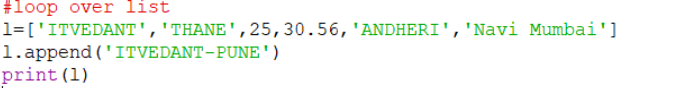 #loop over list
l=['ITVEDANT','THANE',25,30.56,'ANDHERI','Navi Mumbai']
l.append('ITVEDANT-PUNE')
print(l)